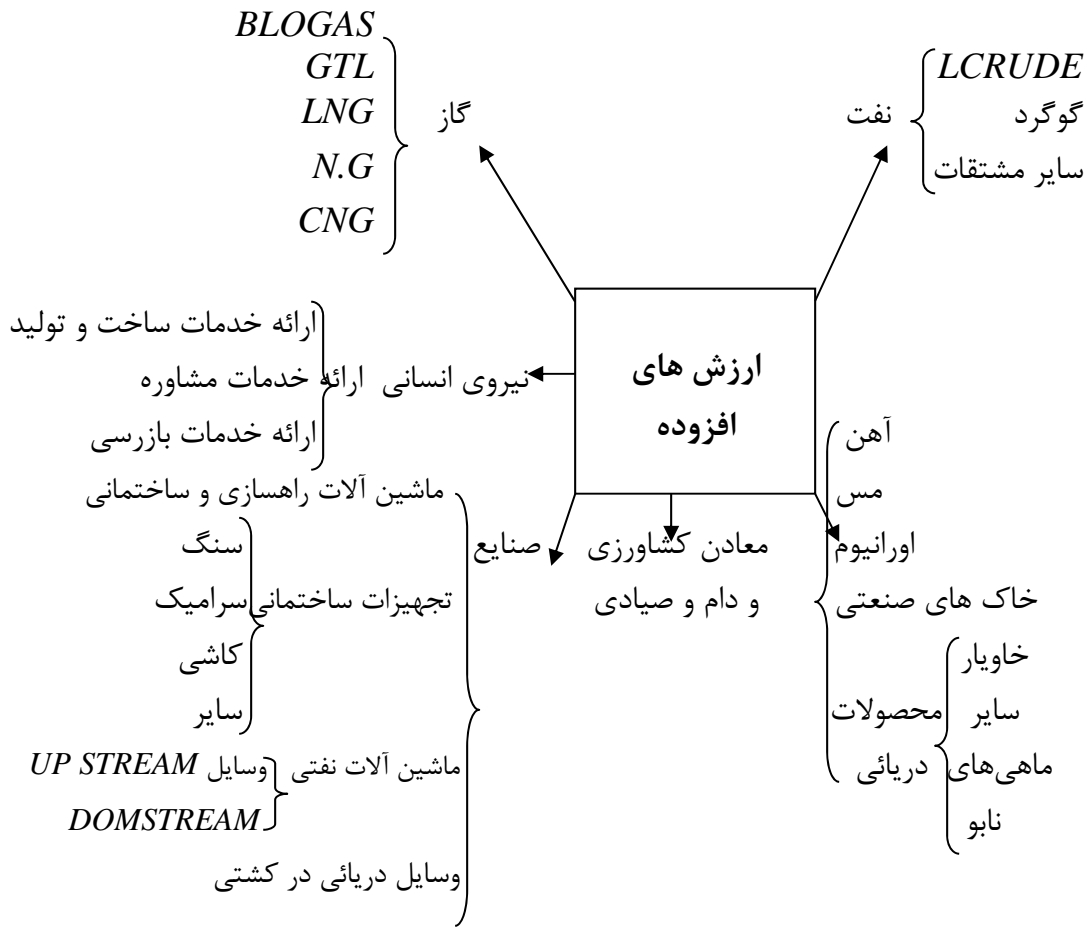 LCRUDE
نفت
گوگرد
سایر مشتقات
BLOGAS
GTL
گاز
LNG
N.G
CNG
ارزش های
افزوده
نیروی انسانی
ارائه خدمات ساخت و تولید
ارائه خدمات مشاوره
ارائه خدمات بازرسی
آهن
مس
اورانیوم
خاک های صنعتی
محصولات
دریائی
خاویار
سایر
ماهی‌های
نابو
معادن کشاورزی
و دام و صیادی
صنایع
ماشین آلات راهسازی و ساختمانی
تجهیزات ساختمانی
سنگ
سرامیک
کاشی
سایر
ماشین آلات نفتی
وسایل UP STREAM
DOMSTREAM
وسایل دریائی در کشتی